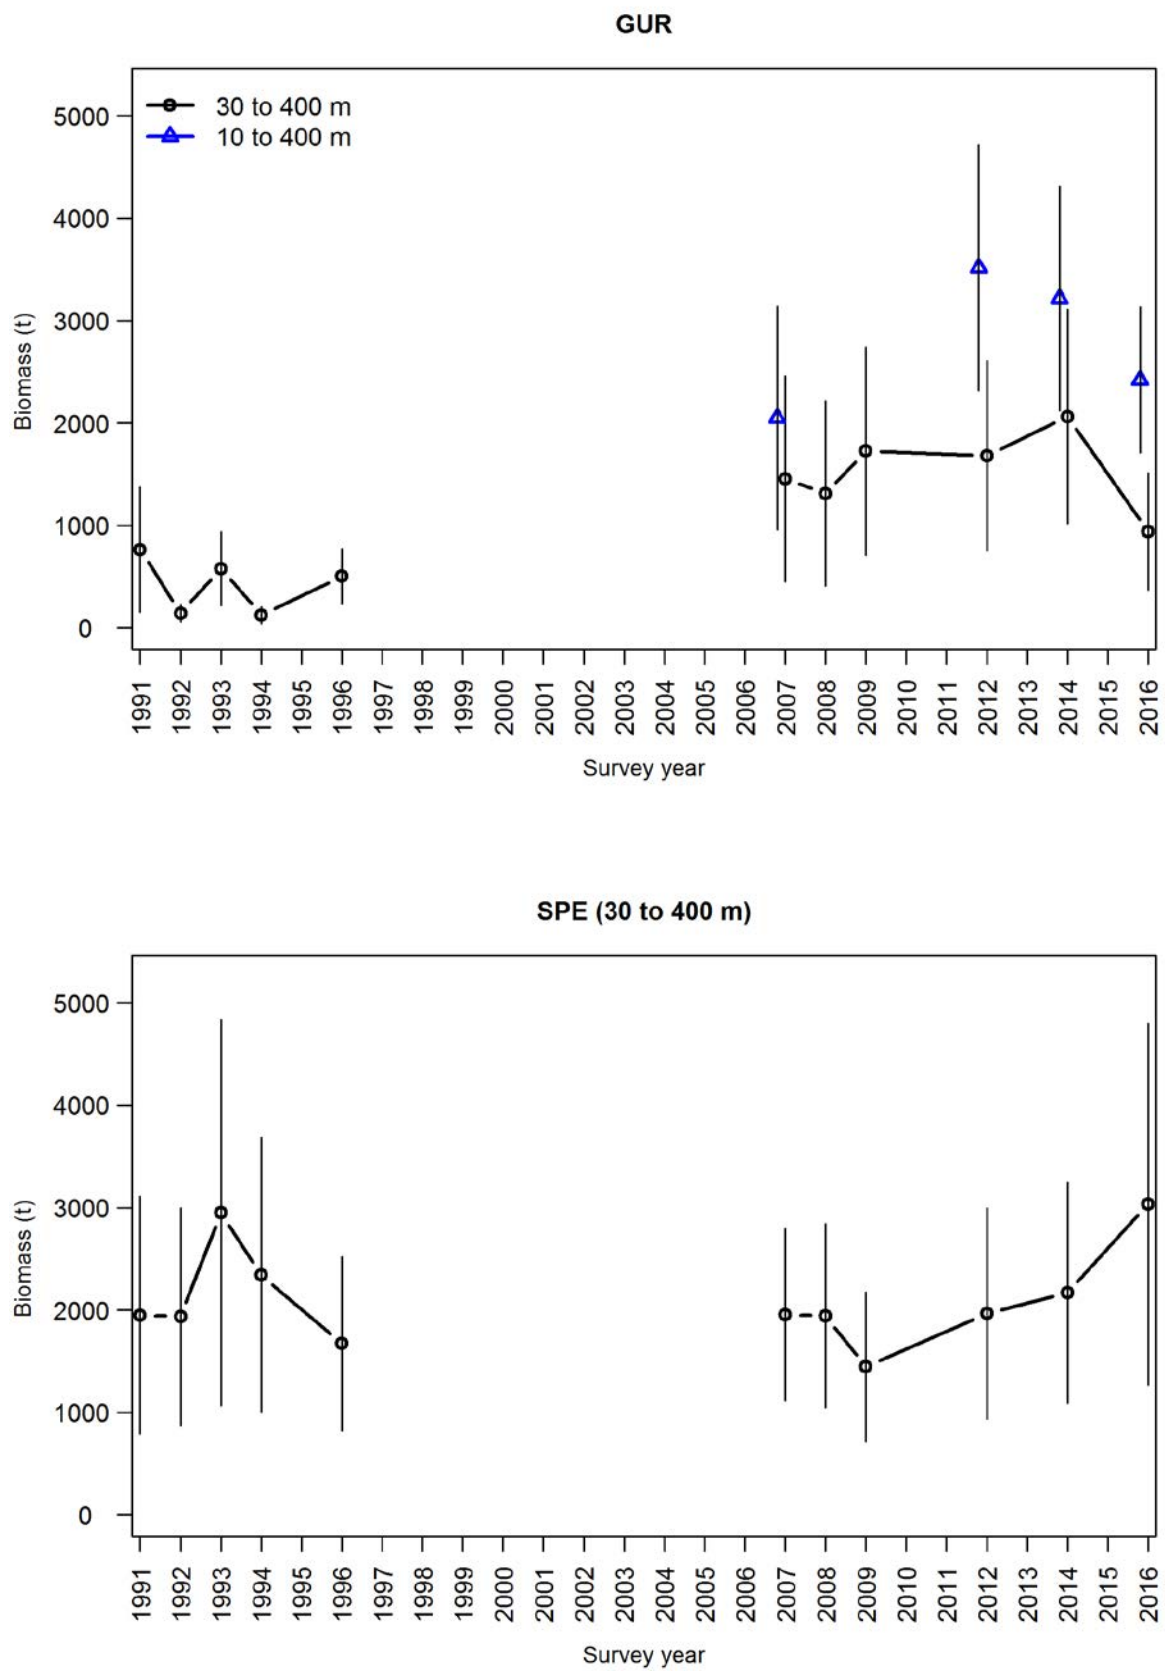 GUR
30 to 400 m
10 to 400 m
5000
4000
3000
2000
1000
0
Biomass (t)
1991 1992 1993 1994 1995 1996 1997 1998 1999 2000 2001 2002 2003 2004 2005 2006 2007 2008 2009 2010 2011 2012 2013 2014 2015 2016
Survey year
SPE (30 to 400 m)
5000
4000
3000
2000
1000
0
Biomass (t)
1991 1992 1993 1994 1995 1996 1997 1998 1999 2000 2001 2002 2003 2004 2005 2006 2007 2008 2009 2010 2011 2012 2013 2014 2015 2016
Survey year